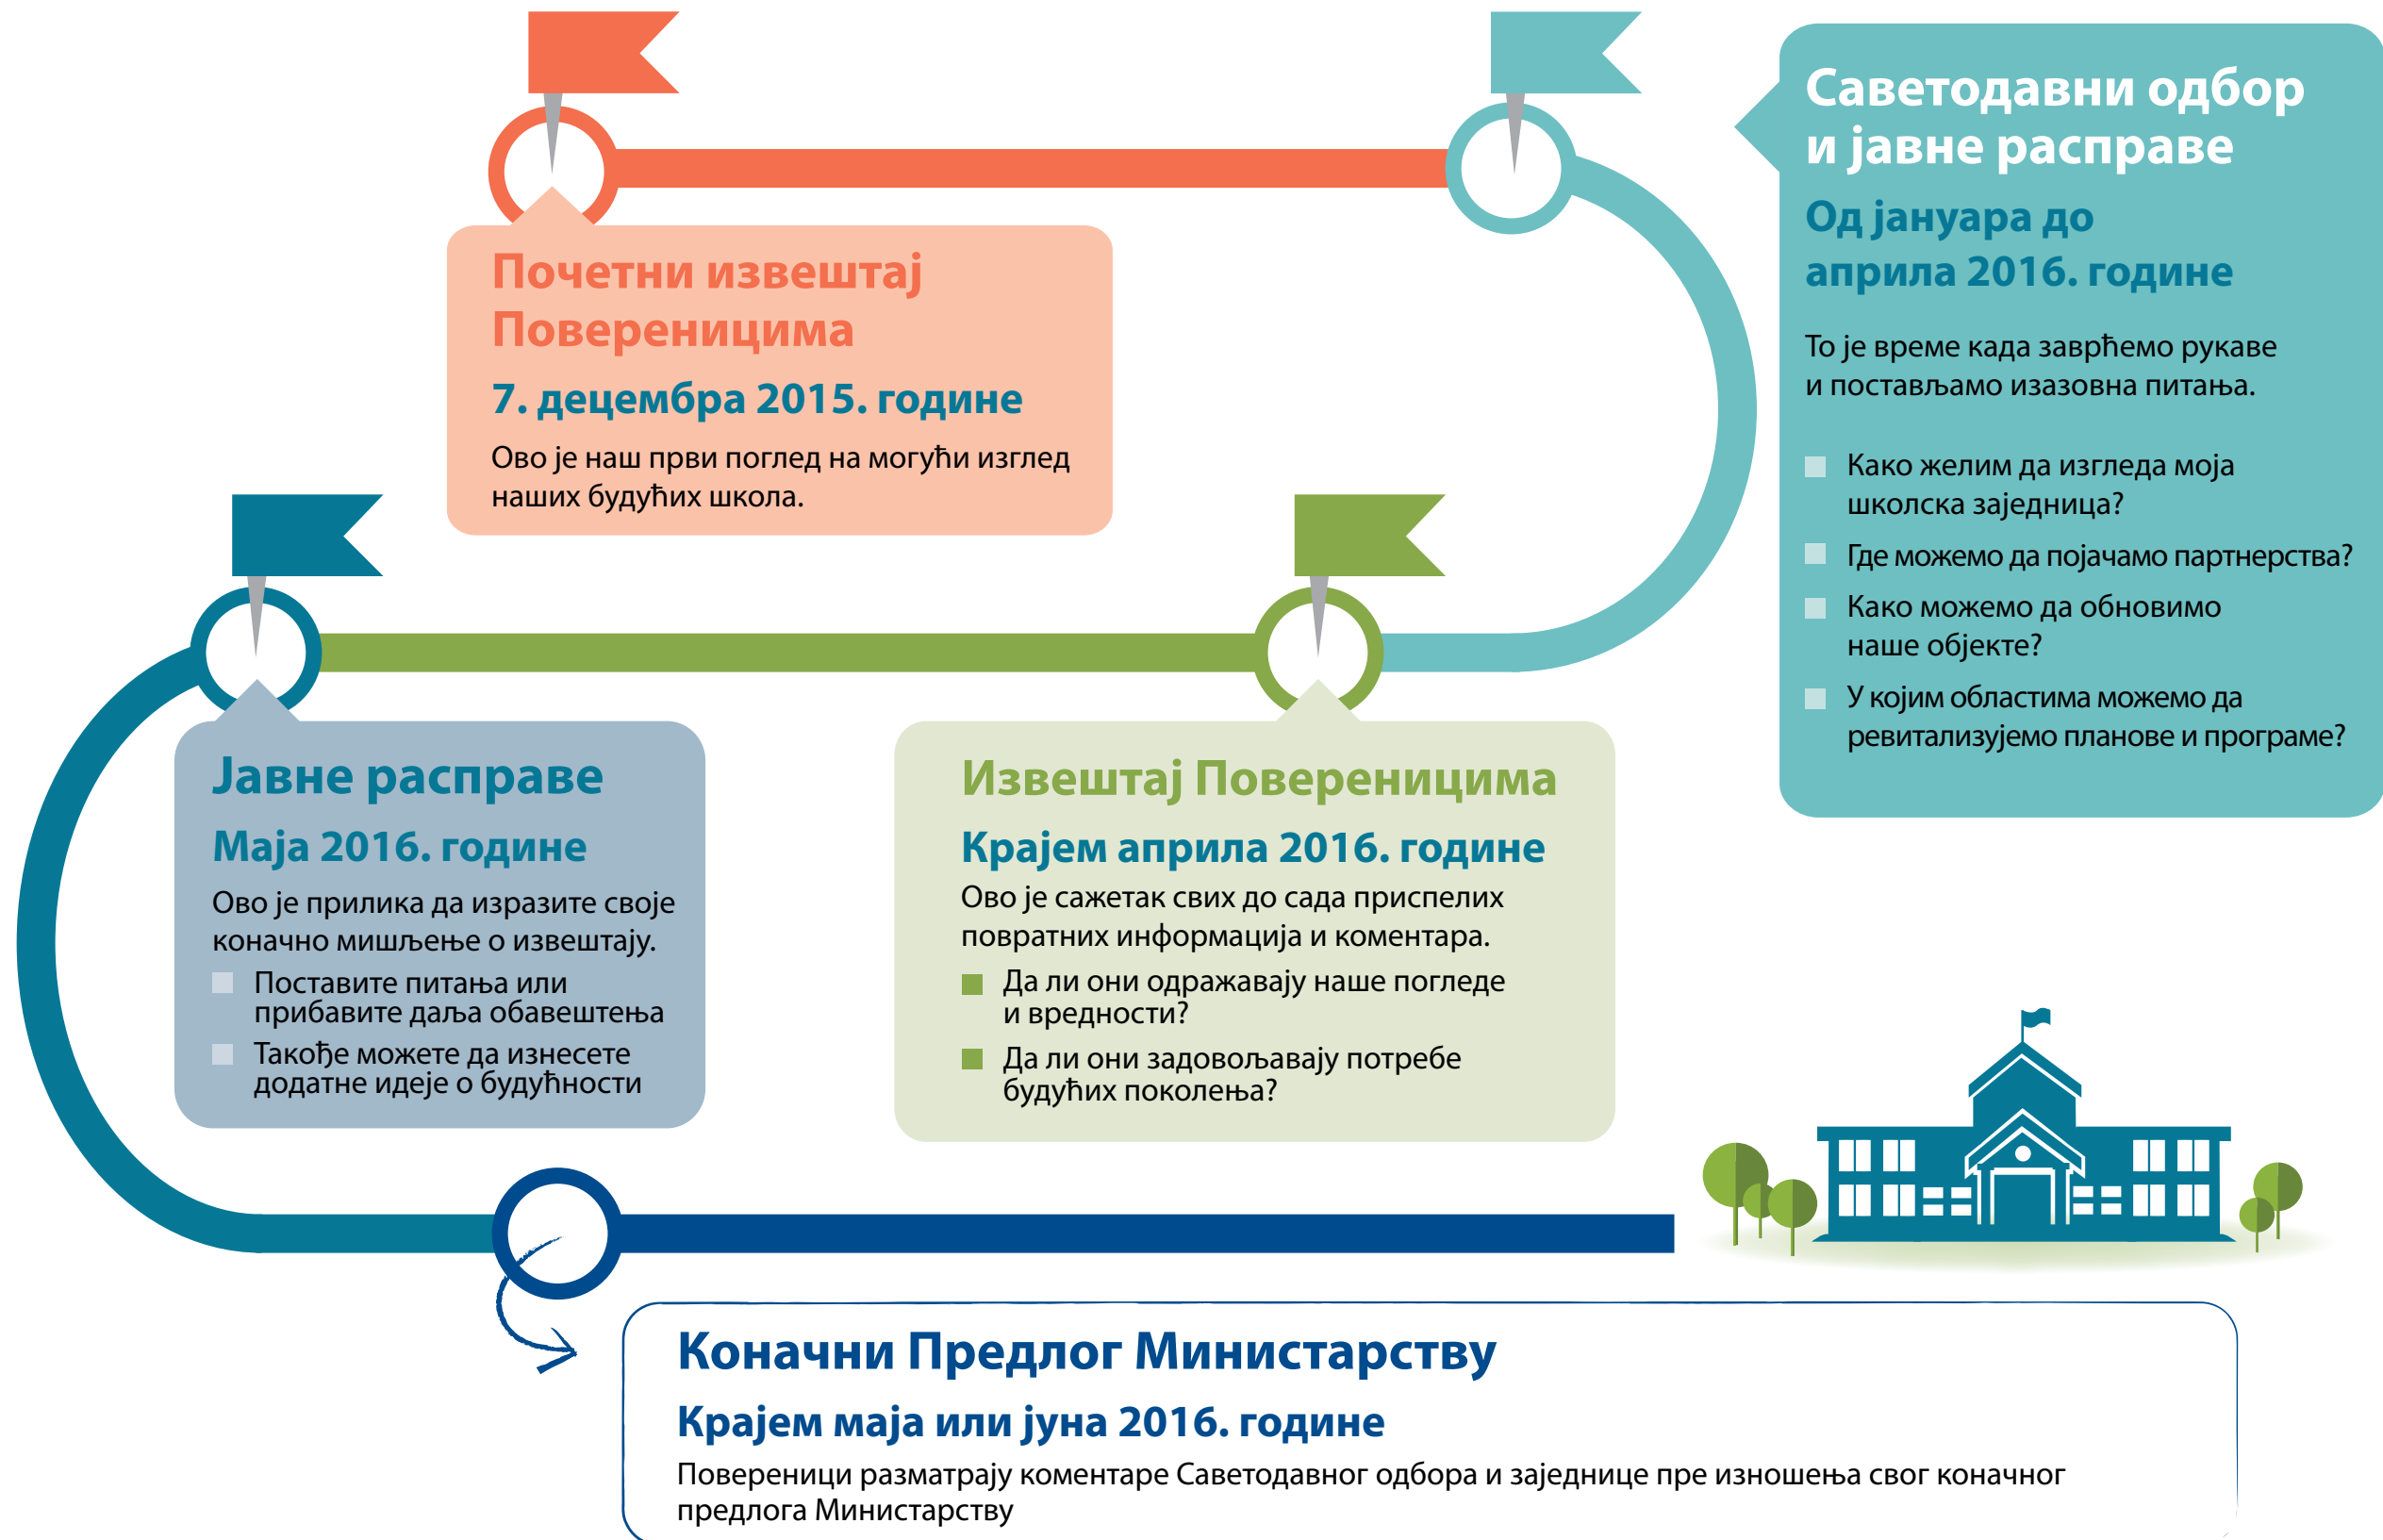 Почетни извештај
Повереницима
7. децембра 2015. године
Ово је наш први поглед на могући изглед
наших будућих школа.
Саветодавни одбор
и јавне расправе
Од јануара до
априла 2016. године
То је време када заврћемо рукаве
и постављамо изазовна питања.
Како желим да изгледа моја
школска заједница?
Где можемо да појачамо партнерства?
Како можемо да обновимо
наше објекте?
У којим областима можемо да
ревитализујемо планове и програме?
Извештај Повереницима
Крајем априла 2016. године
Ово је сажетак свих до сада приспелих
повратних информација и коментара.
Да ли они одражавају наше погледе
и вредности?
Да ли они задовољавају потребе
будућих поколења?
Јавне расправе
Маја 2016. године
Ово је прилика да изразите своје
коначно мишљење о извештају.
Поставите питања или
прибавите даља обавештења
Такође можете да изнесете
додатне идеје о будућности
Коначни Предлог Министарству
Крајем маја или јуна 2016. године
Повереници разматрају коментаре Саветодавног одбора и заједнице пре изношења свог коначног
предлога Министарству